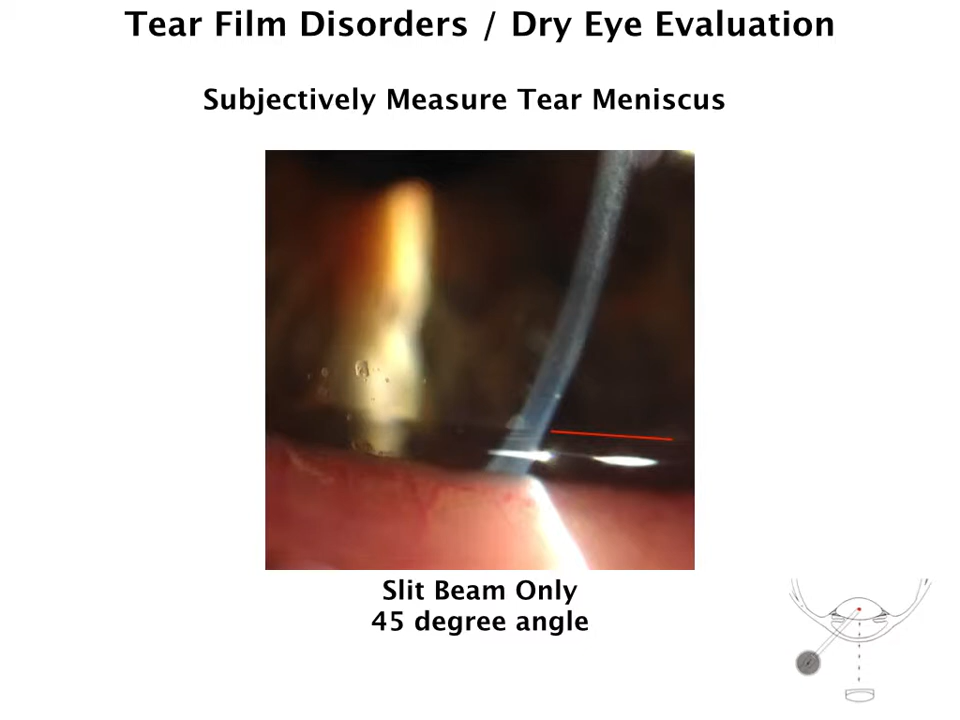 Tear Film Disorders / Dry Eye Evaluation
Subjectively Measure Tear Meniscus
Slit Beam Only
45 degree angle